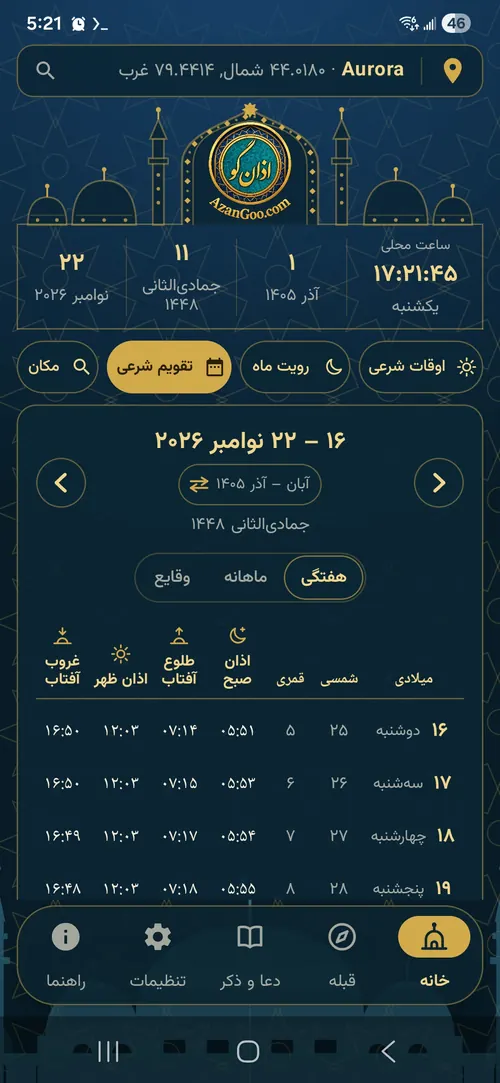 5:21
46
Aurora · ۴۴.۰۱۸۰ شمال, ۷۹.۴۴۱۴ غرب
اذان گو
AzanGoo.com
ساعت محلی
۱۷:۲۱:۴۵
یکشنبه
۱
آذر ۱۴۰۵
۱۱
جمادی‌الثانی
۱۴۴۸
۲۲
نوامبر ۲۰۲۶
اوقات شرعی
رویت ماه
تقویم شرعی
مکان
۱۶ – ۲۲ نوامبر ۲۰۲۶
آبان – آذر ۱۴۰۵
جمادی‌الثانی ۱۴۴۸
هفتگی ماهانه وقایع
میلادی شمسی قمری اذان صبح طلوع آفتاب اذان ظهر غروب آفتاب
۱۶ دوشنبه ۲۵ ۵ ۰۵:۵۱ ۰۷:۱۴ ۱۲:۰۳ ۱۶:۵۰
۱۷ سه‌شنبه ۲۶ ۶ ۰۵:۵۳ ۰۷:۱۵ ۱۲:۰۳ ۱۶:۵۰
۱۸ چهارشنبه ۲۷ ۷ ۰۵:۵۴ ۰۷:۱۷ ۱۲:۰۳ ۱۶:۴۹
۱۹ پنجشنبه ۲۸ ۸ ۰۵:۵۵ ۰۷:۱۸ ۱۲:۰۳ ۱۶:۴۸
خانه قبله دعا و ذکر تنظیمات راهنما